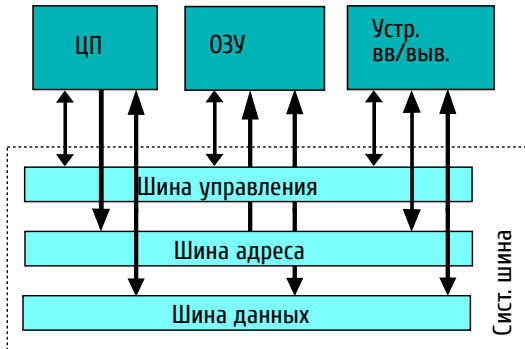 ЦП
ОЗУ
Устр.
вв/выв.
Шина управления
Шина адреса
Шина данных
Сист. шина